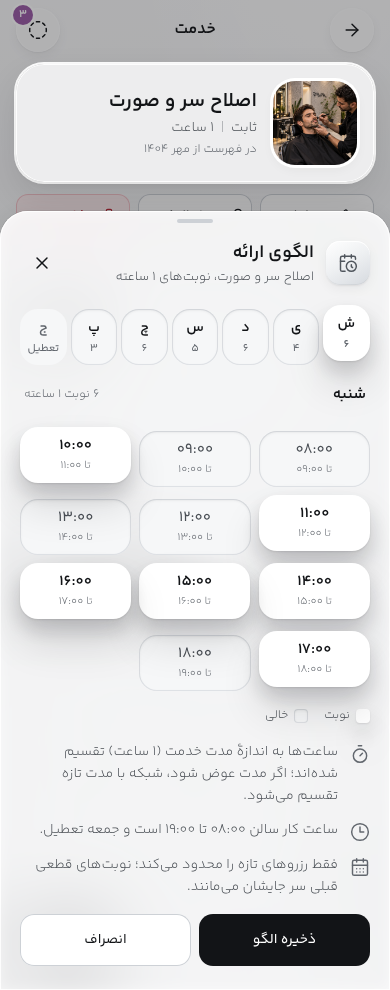 ۳
خدمت
اصلاح سر و صورت
ثابت | ۱ ساعت
در فهرست از مهر ۱۴۰۴
الگوی ارائه
اصلاح سر و صورت، نوبت‌های ۱ ساعته
ش ی د س چ پ ج
۶ ۴ ۶ ۵ ۶ ۳ تعطیل
شنبه
۶ نوبت ۱ ساعته
۰۸:۰۰ ۰۹:۰۰ ۱۰:۰۰
تا ۰۹:۰۰ تا ۱۰:۰۰ تا ۱۱:۰۰
۱۱:۰۰ ۱۲:۰۰ ۱۳:۰۰
تا ۱۲:۰۰ تا ۱۳:۰۰ تا ۱۴:۰۰
۱۴:۰۰ ۱۵:۰۰ ۱۶:۰۰
تا ۱۵:۰۰ تا ۱۶:۰۰ تا ۱۷:۰۰
۱۷:۰۰ ۱۸:۰۰
تا ۱۸:۰۰ تا ۱۹:۰۰
نوبت خالی
ساعت‌ها به اندازهٔ مدت خدمت (۱ ساعت) تقسیم
شده‌اند؛ اگر مدت عوض شود، شبکه با مدت تازه
تقسیم می‌شود.
ساعت کار سالن ۰۸:۰۰ تا ۱۹:۰۰ است و جمعه تعطیل.
فقط رزروهای تازه را محدود می‌کند؛ نوبت‌های قطعی
قبلی سر جایشان می‌مانند.
ذخیره الگو
انصراف